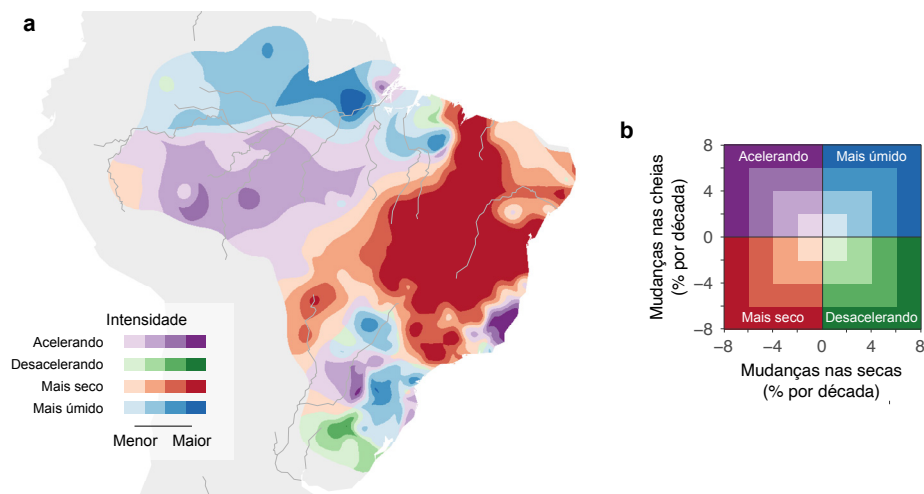 a
Intensidade
Acelerando
Desacelerando
Mais seco
Mais úmido
Menor Maior
b
Mudanças nas cheias
(% por década)
8
4
0
−4
−8
Acelerando Mais úmido
Mais seco Desacelerando
−8 −4 0 4 8
Mudanças nas secas
(% por década)